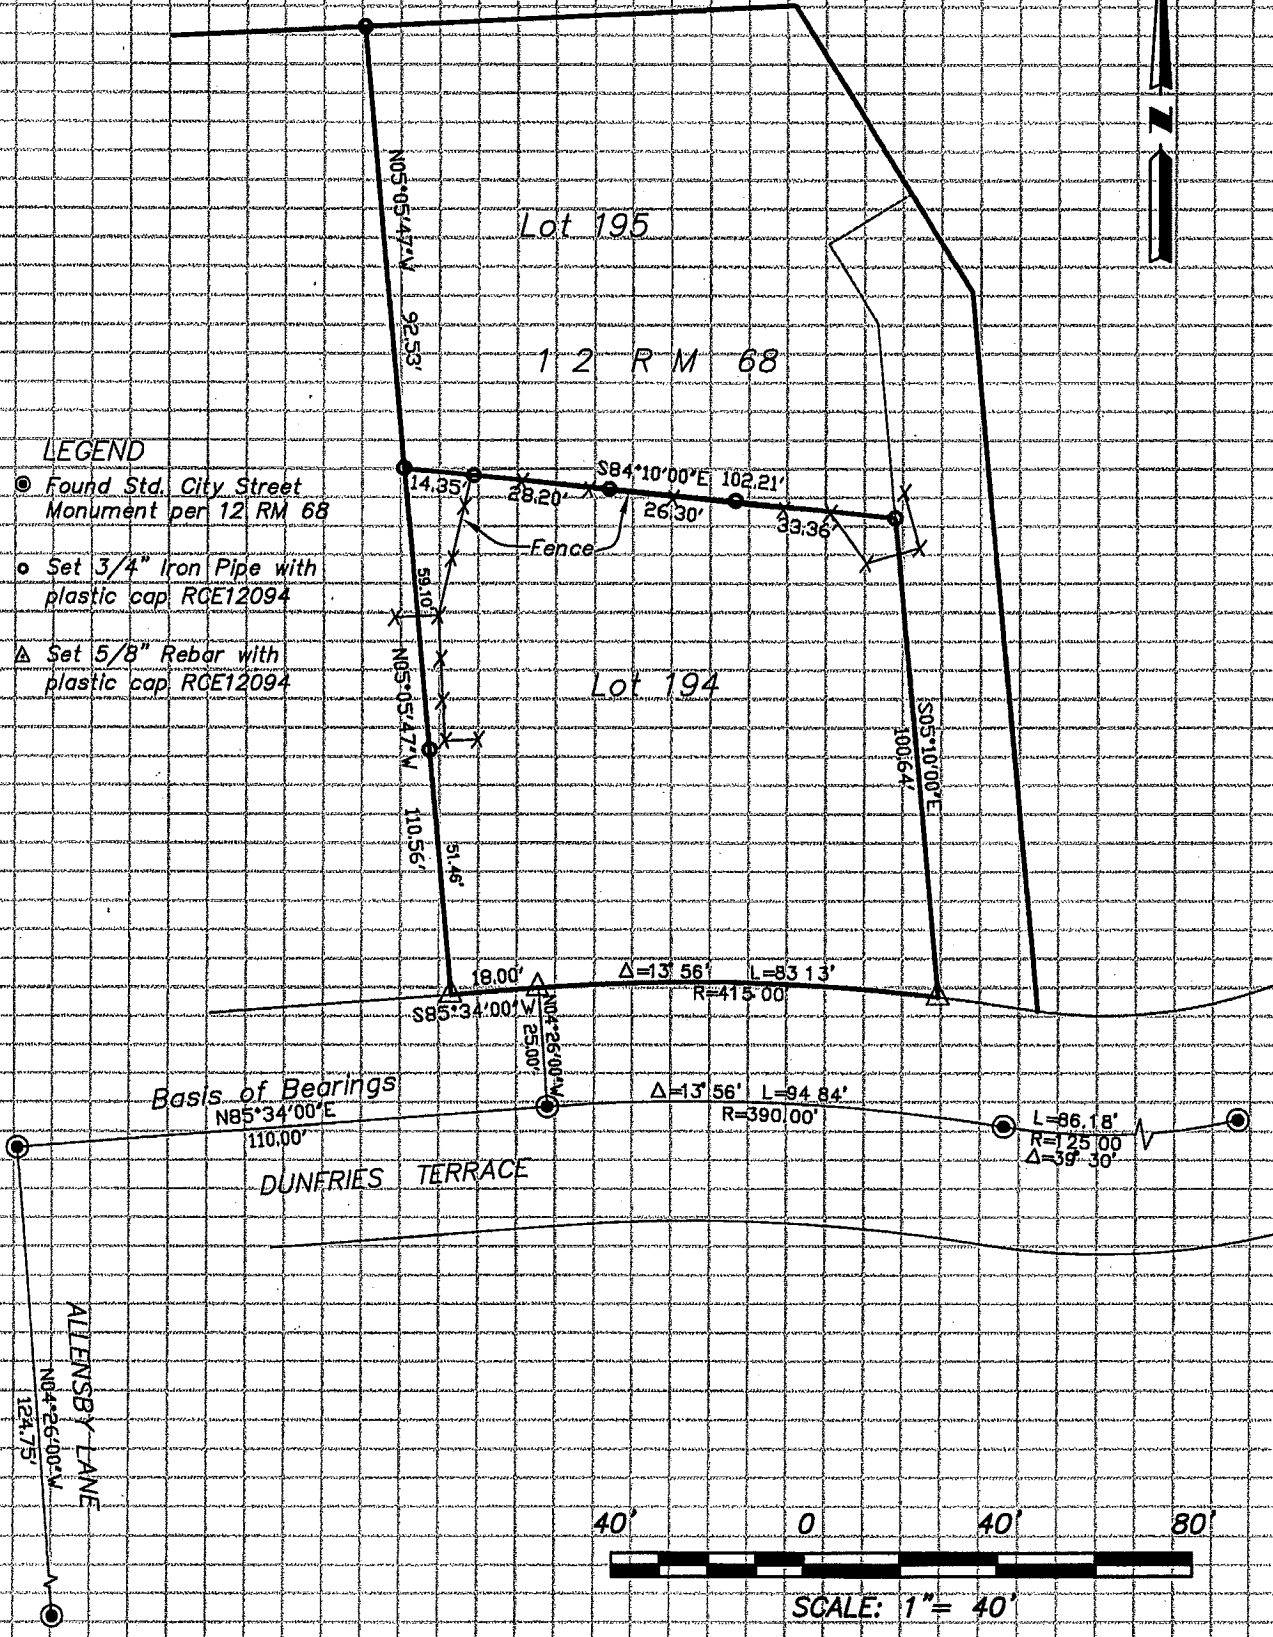 N
N05°05'47"W 92.53'
Lot 195
12 RM 68
LEGEND
Found Std. City Street
Monument per 12 RM 68
Set 3/4" Iron Pipe with
plastic cap RCE12094
Set 5/8" Rebar with
plastic cap RCE12094
S84°10'00"E 102.21'
14.35'
28.20'
26.30'
33.36'
Fence
59.10'
N05°05'47"W 110.56'
51.46'
Lot 194
S05°10'00"E
100.64'
18.00'
S85°34'00"W
Δ=13° 56' L=83 13'
R=415 00'
N04°26'00"W
25.00'
Basis of Bearings
N85°34'00"E
110.00'
Δ=13° 56' L=94 84'
R=390.00'
L=86.18'
R=125 00
Δ=39° 30'
DUNFRIES TERRACE
ALLENSBY LANE
N04°26'00"W
124.75'
40' 0 40' 80'
SCALE: 1"= 40'